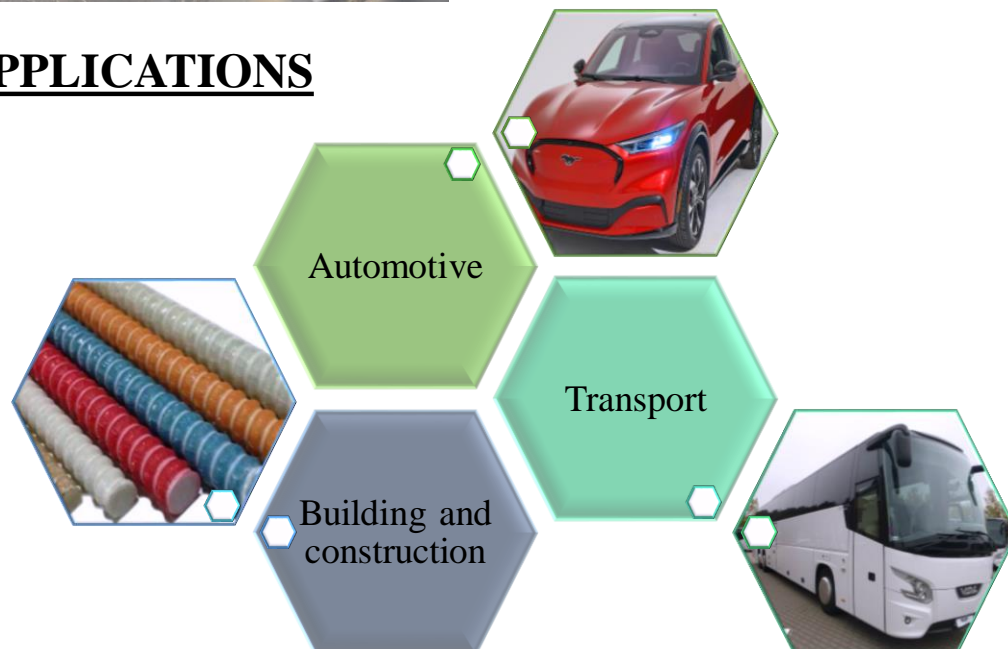 PPLICATIONS
Automotive
Transport
Building and
construction